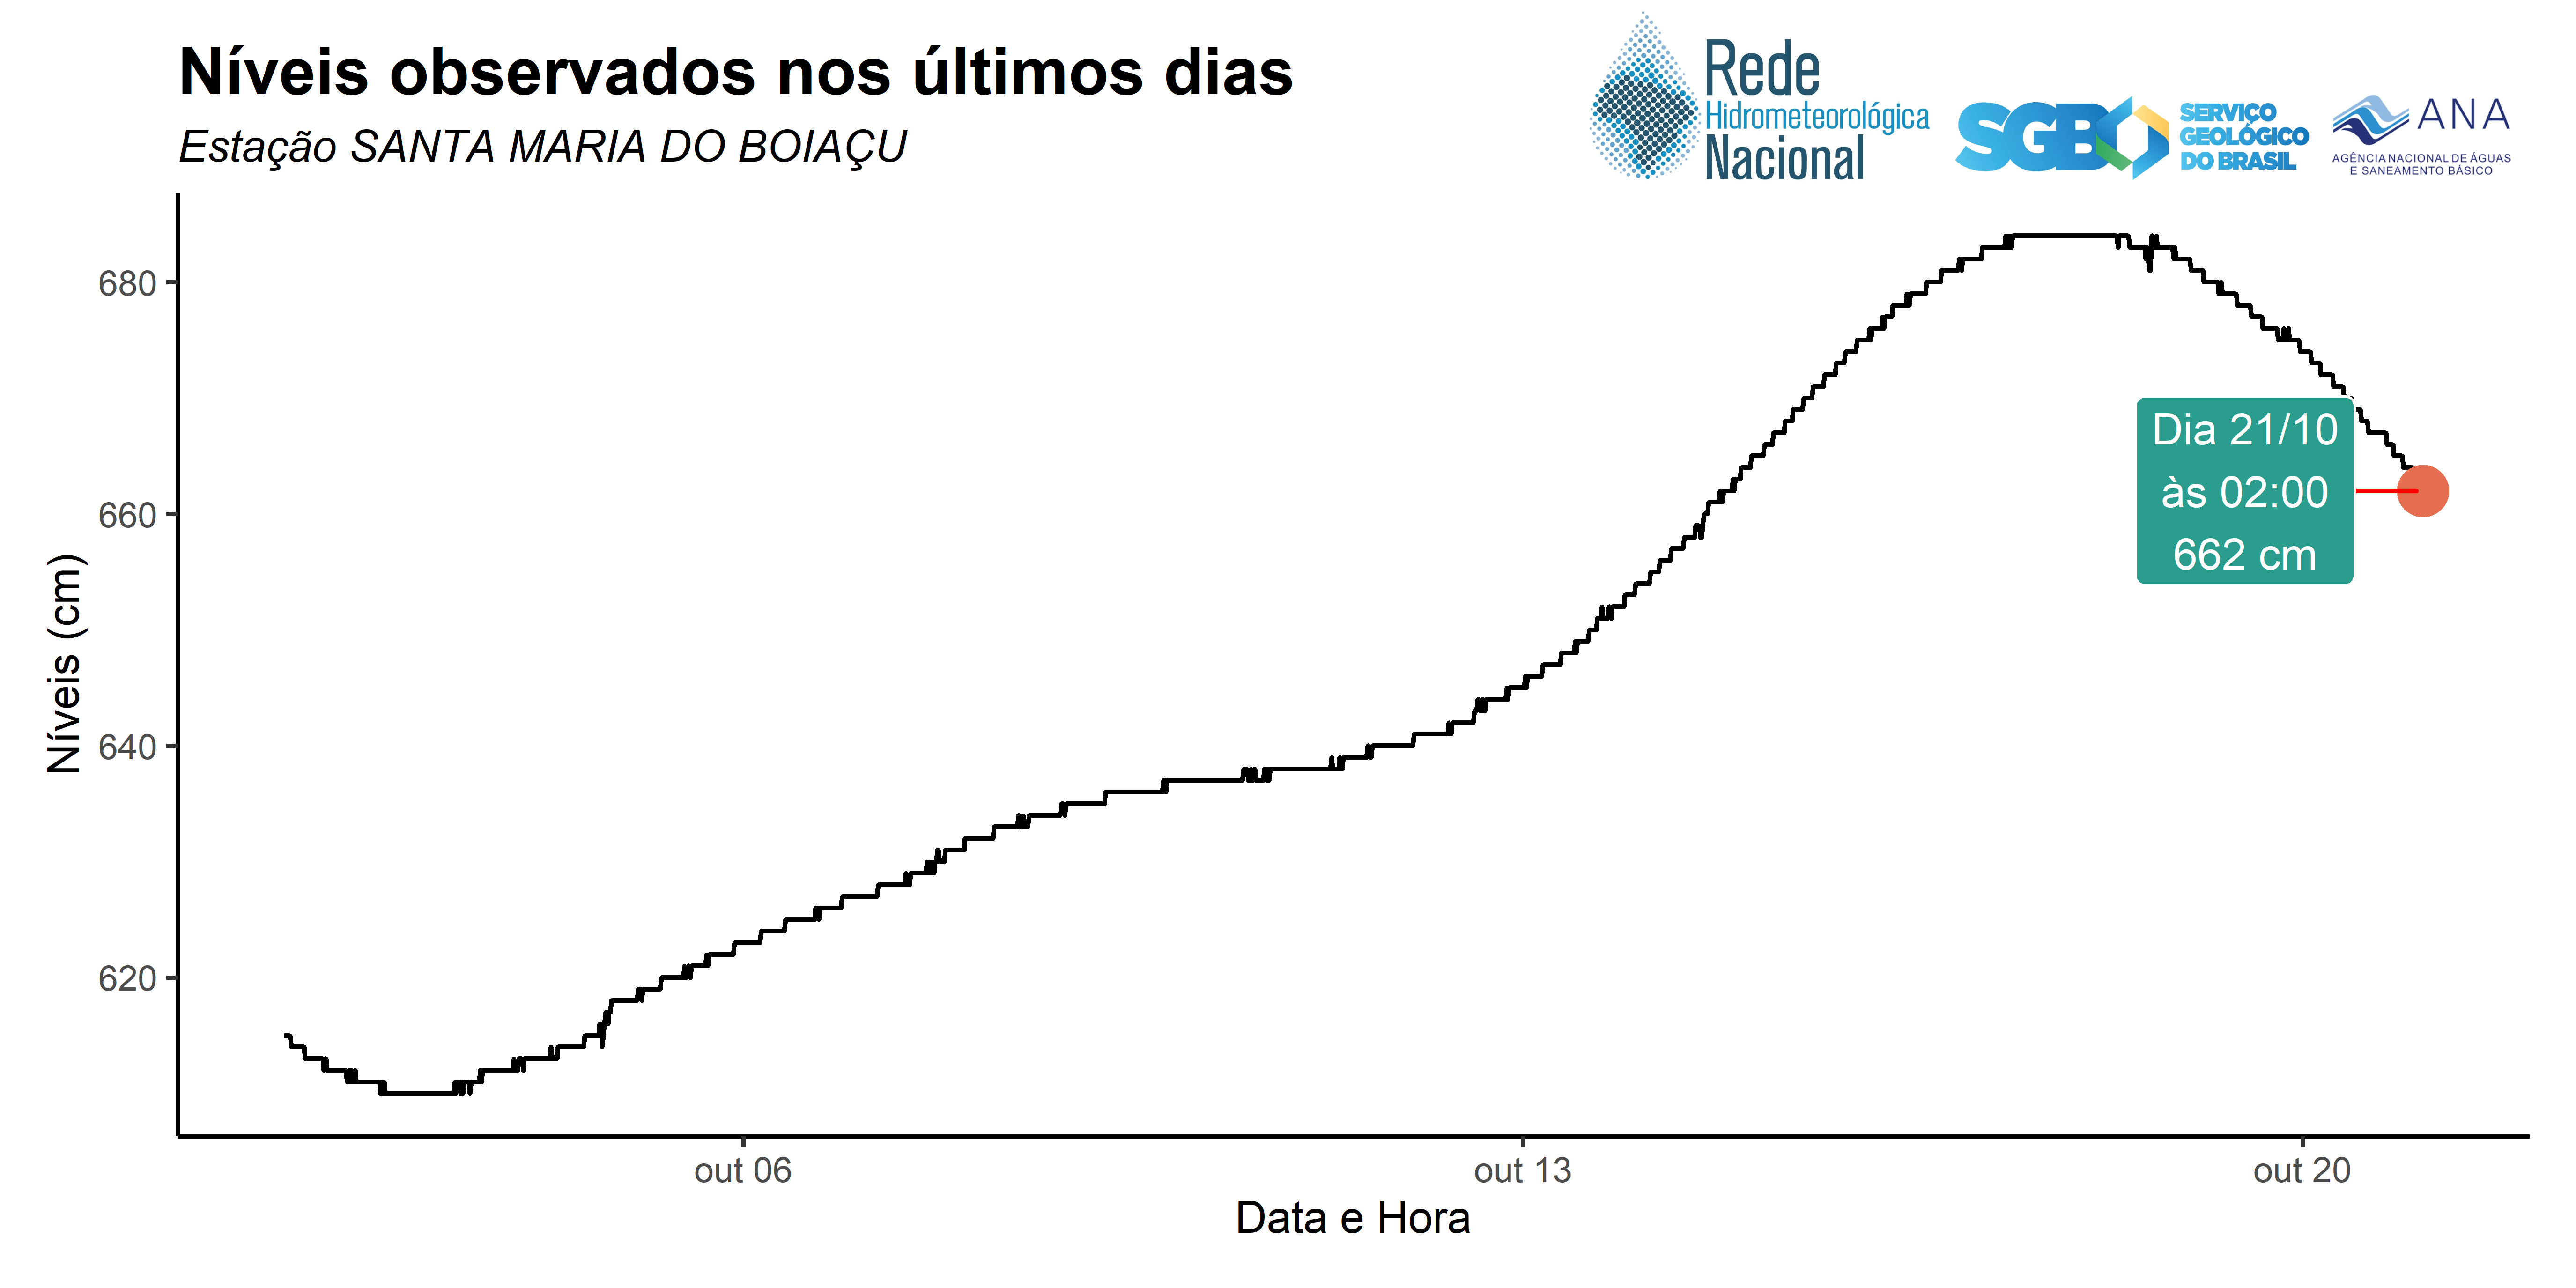 Níveis observados nos últimos dias
Estação SANTA MARIA DO BOIAÇU
Rede
Hidrometeorológica
Nacional
SGB
SERVIÇO
GEOLÓGICO
DO BRASIL
ANA
AGÊNCIA NACIONAL DE ÁGUAS
E SANEAMENTO BÁSICO
Níveis (cm)
680
660
640
620
Dia 21/10
às 02:00
662 cm
out 06
out 13
out 20
Data e Hora